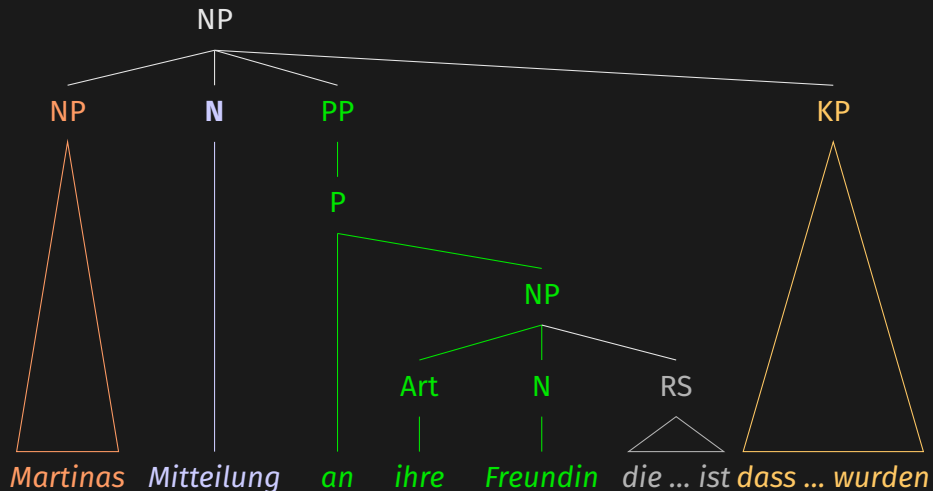 NP
NP N PP KP
P
NP
Art N RS
Martinas Mitteilung an ihre Freundin die ... ist dass ... wurden